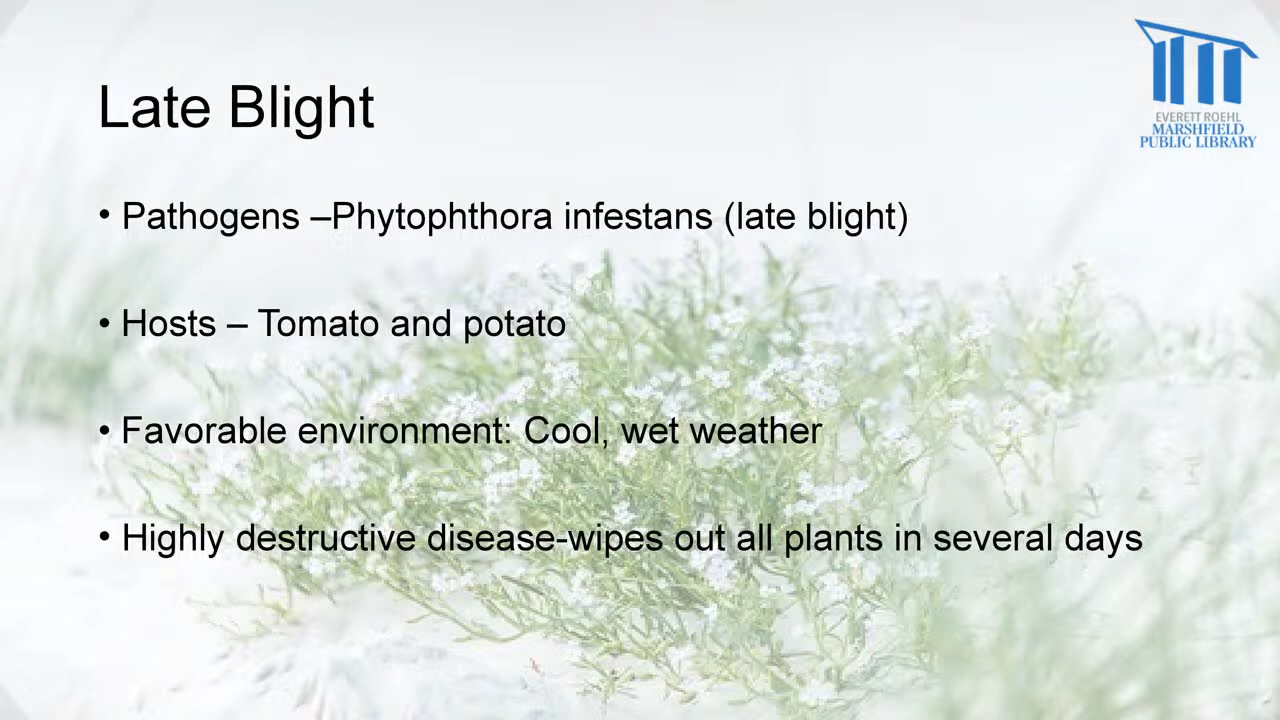 Late Blight
EVERETT ROEHL
MARSHFIELD
PUBLIC LIBRARY
• Pathogens –Phytophthora infestans (late blight)
• Hosts – Tomato and potato
• Favorable environment: Cool, wet weather
• Highly destructive disease-wipes out all plants in several days